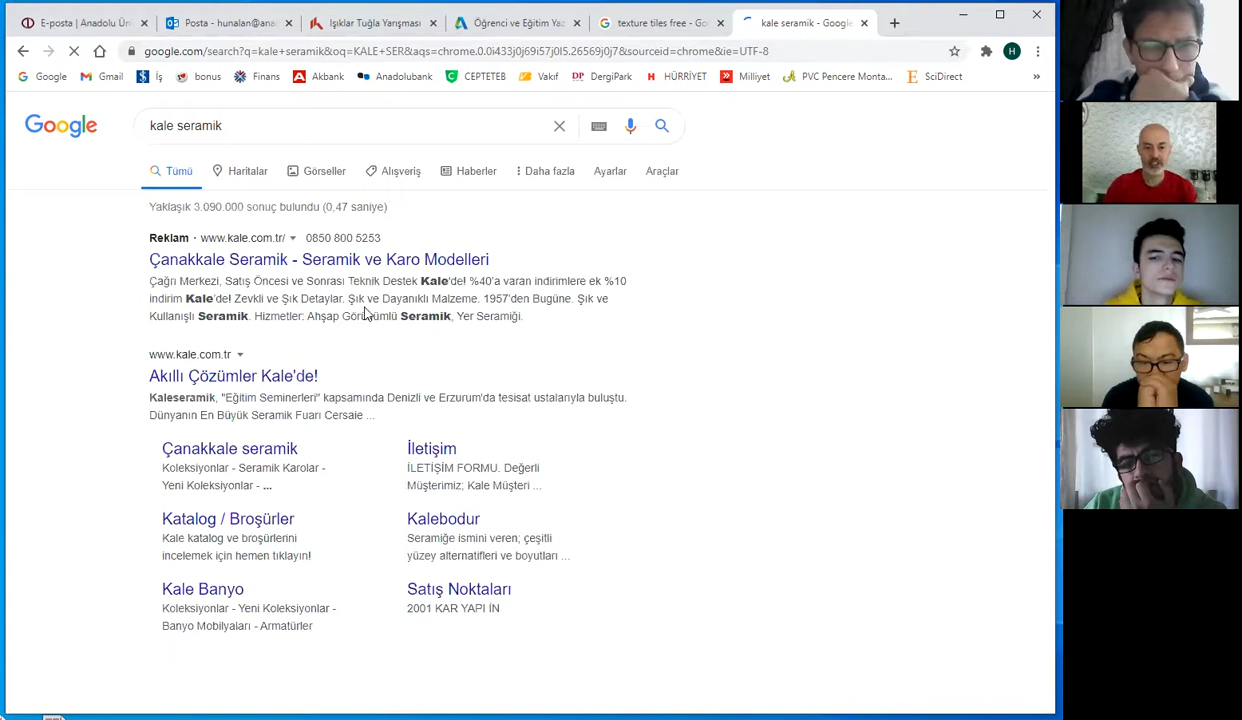 E-posta | Anadolu Ün
Posta - hunalan@ana
Işıklar Tuğla Yarışması
Öğrenci ve Eğitim Yaz
texture tiles free - Go
kale seramik - Google
google.com/search?q=kale+seramik&oq=KALE+SER&aqs=chrome.0.0i433j0j69i57j0l5.26569j0j7&sourceid=chrome&ie=UTF-8
H
Google
Gmail
İş
bonus
Finans
Akbank
Anadolubank
CEPTETEB
Vakıf
DP DergiPark
H HÜRRİYET
Milliyet
PVC Pencere Monta...
E SciDirect
»
Google
kale seramik
Tümü
Haritalar
Görseller
Alışveriş
Haberler
Daha fazla
Ayarlar
Araçlar
Yaklaşık 3.090.000 sonuç bulundu (0,47 saniye)
Reklam · www.kale.com.tr/ 0850 800 5253
Çanakkale Seramik - Seramik ve Karo Modelleri
Çağrı Merkezi, Satış Öncesi ve Sonrası Teknik Destek Kale'de! %40'a varan indirimlere ek %10
indirim Kale'de! Zevkli ve Şık Detaylar. Şık ve Dayanıklı Malzeme. 1957'den Bugüne. Şık ve
Kullanışlı Seramik. Hizmetler: Ahşap Görünümlü Seramik, Yer Seramiği.
www.kale.com.tr
Akıllı Çözümler Kale'de!
Kaleseramik, "Eğitim Seminerleri" kapsamında Denizli ve Erzurum'da tesisat ustalarıyla buluştu.
Dünyanın En Büyük Seramik Fuarı Cersaie ...
Çanakkale seramik
Koleksiyonlar - Seramik Karolar -
Yeni Koleksiyonlar - ...
İletişim
İLETİŞİM FORMU. Değerli
Müşterimiz; Kale Müşteri ...
Katalog / Broşürler
Kale katalog ve broşürlerini
incelemek için hemen tıklayın!
Kalebodur
Seramiğe ismini veren; çeşitli
yüzey alternatifleri ve boyutları ...
Kale Banyo
Koleksiyonlar - Yeni Koleksiyonlar -
Banyo Mobilyaları - Armatürler
Satış Noktaları
2001 KAR YAPI İN